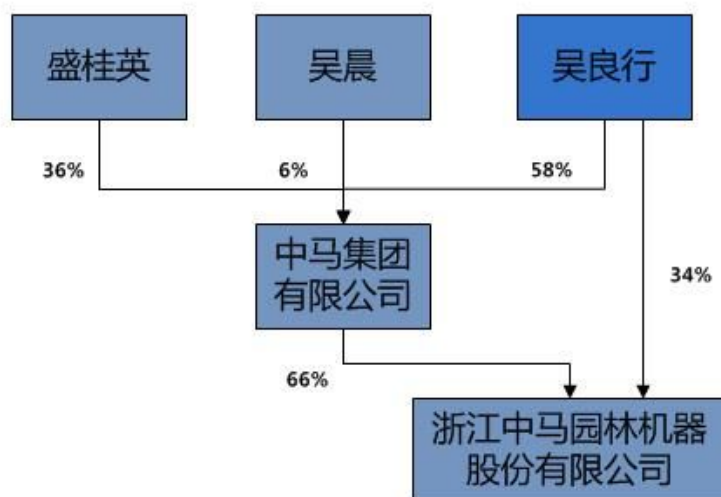 盛桂英
吴晨
吴良行
36%
6%
58%
中马集团
有限公司
34%
66%
浙江中马园林机器
股份有限公司